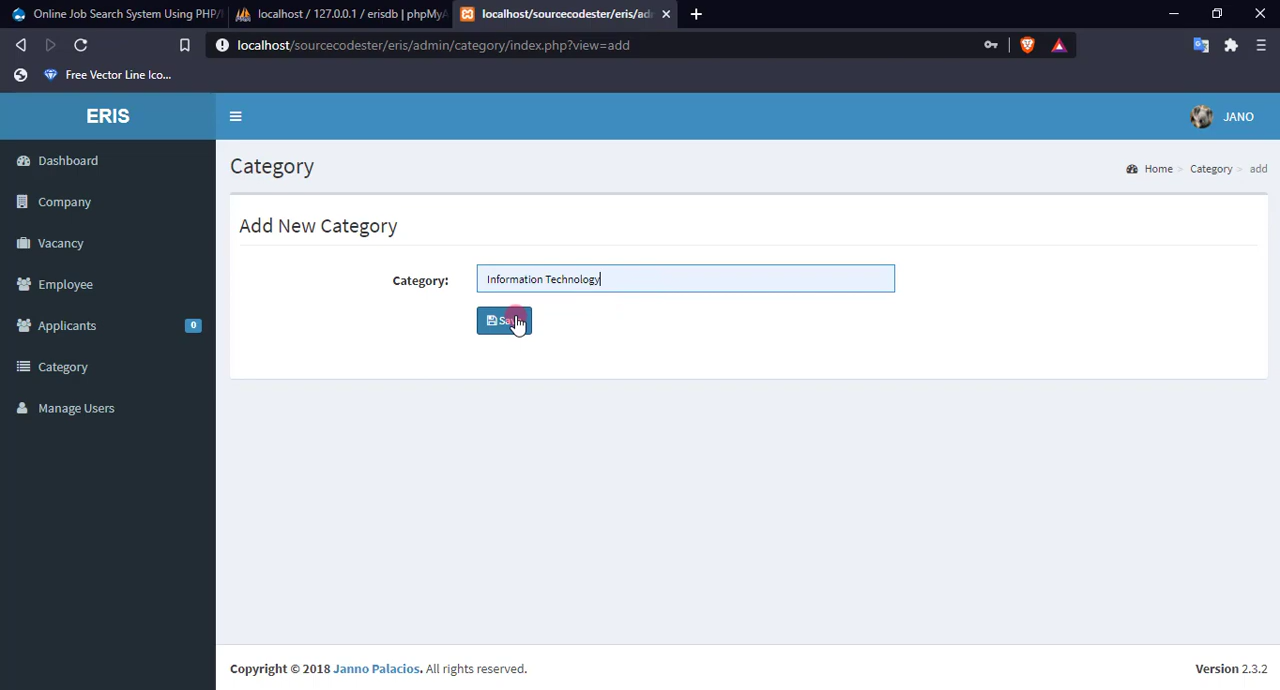 Online Job Search System Using PHP/
localhost / 127.0.0.1 / erisdb | phpMyA
localhost/sourcecodester/eris/ad
localhost/sourcecodester/eris/admin/category/index.php?view=add
Free Vector Line Ico...
ERIS
JANO
Dashboard
Company
Vacancy
Employee
Applicants 0
Category
Manage Users
Category
Home > Category > add
Add New Category
Category: Information Technology
Copyright © 2018 Janno Palacios. All rights reserved.
Version 2.3.2